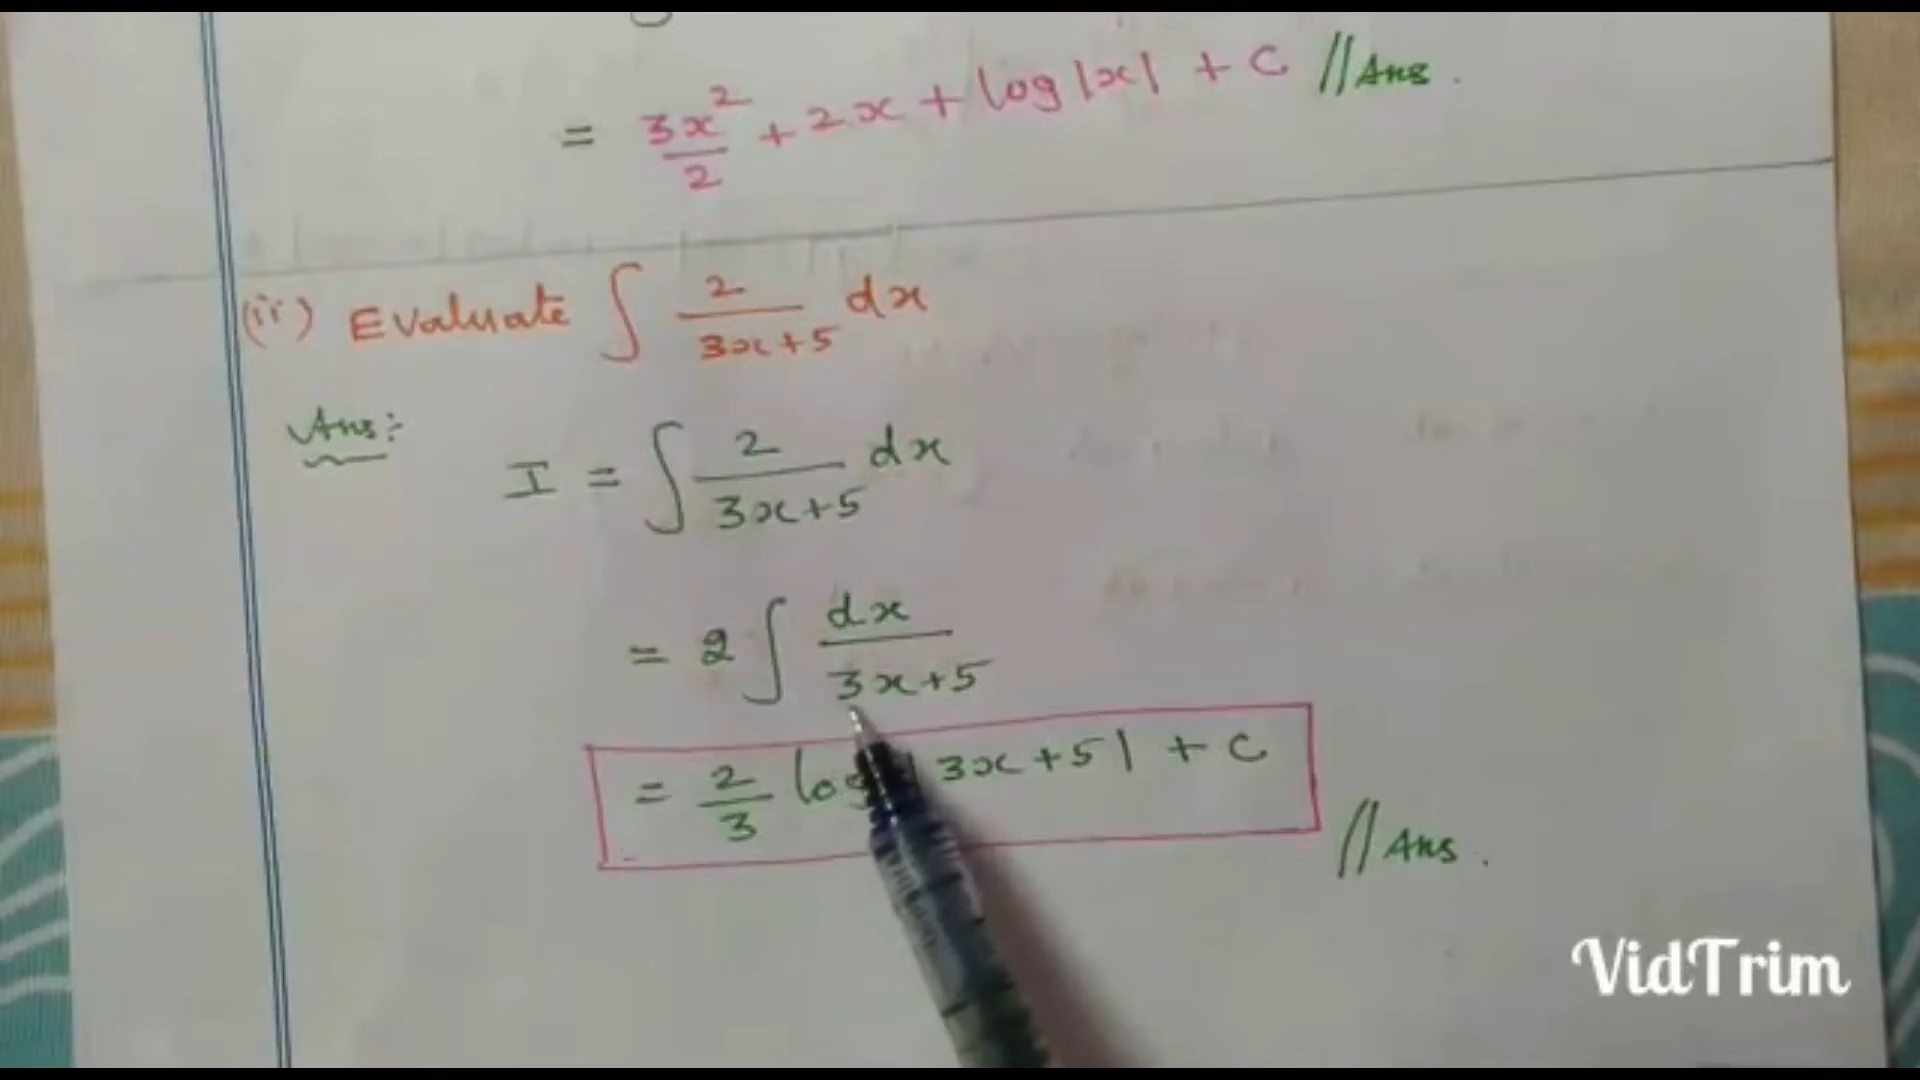 = 3x²/2 + 2x + log|x| + C // Ans.
(ii) Evaluate ∫ 2/(3x+5) dx
Ans:
I = ∫ 2/(3x+5) dx
= 2 ∫ dx/(3x+5)
= 2/3 log |3x+5| + C
// Ans.
VidTrim